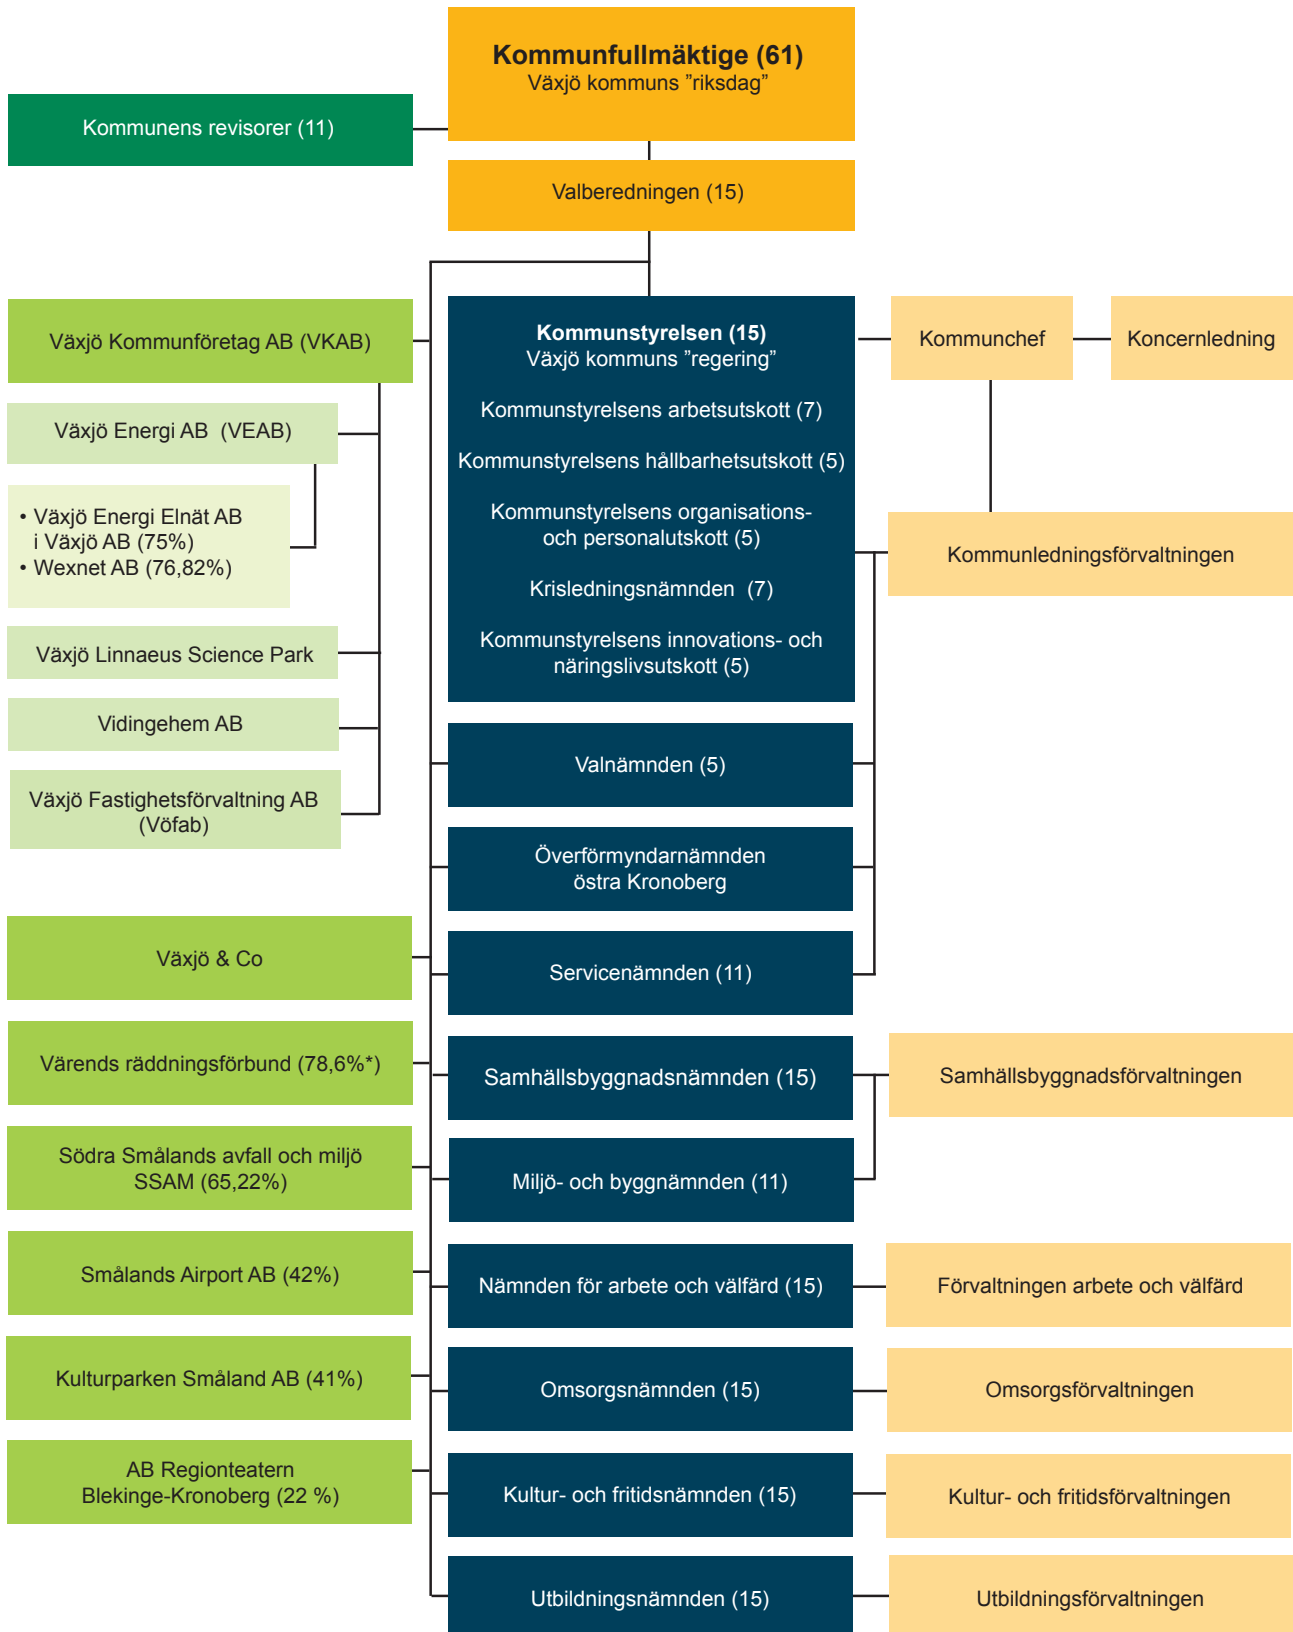 Kommunfullmäktige (61)
Växjö kommuns ”riksdag”
Kommunens revisorer (11)
Valberedningen (15)
Växjö Kommunföretag AB (VKAB)
Växjö Energi AB (VEAB)
• Växjö Energi Elnät AB
i Växjö AB (75%)
• Wexnet AB (76,82%)
Växjö Linnaeus Science Park
Vidingehem AB
Växjö Fastighetsförvaltning AB
(Vöfab)
Växjö & Co
Värends räddningsförbund (78,6%*)
Södra Smålands avfall och miljö
SSAM (65,22%)
Smålands Airport AB (42%)
Kulturparken Småland AB (41%)
AB Regionteatern
Blekinge-Kronoberg (22 %)
Kommunstyrelsen (15)
Växjö kommuns ”regering”
Kommunstyrelsens arbetsutskott (7)
Kommunstyrelsens hållbarhetsutskott (5)
Kommunstyrelsens organisations-
och personalutskott (5)
Krisledningsnämnden (7)
Kommunstyrelsens innovations- och
näringslivsutskott (5)
Valnämnden (5)
Överförmyndarnämnden
östra Kronoberg
Servicenämnden (11)
Samhällsbyggnadsnämnden (15)
Miljö- och byggnämnden (11)
Nämnden för arbete och välfärd (15)
Omsorgsnämnden (15)
Kultur- och fritidsnämnden (15)
Utbildningsnämnden (15)
Kommunchef
Koncernledning
Kommunledningsförvaltningen
Samhällsbyggnadsförvaltningen
Förvaltningen arbete och välfärd
Omsorgsförvaltningen
Kultur- och fritidsförvaltningen
Utbildningsförvaltningen